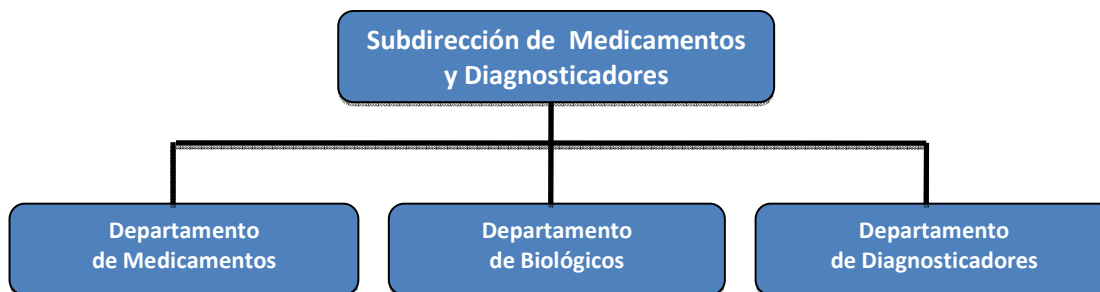 Subdirección de Medicamentos
y Diagnosticadores
Departamento
de Medicamentos
Departamento
de Biológicos
Departamento
de Diagnosticadores